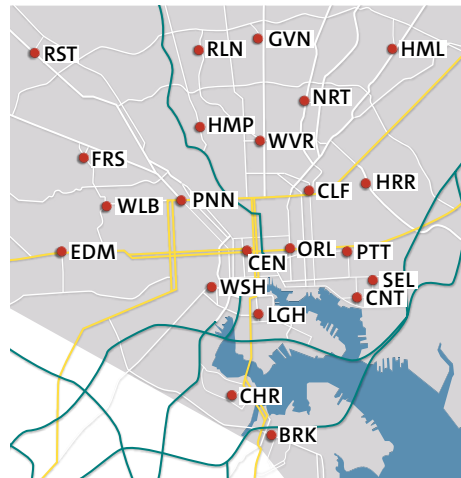 GVN
RST
RLN
HML
NRT
HMP
WVR
FRS
HRR
CLF
PNN
WLB
EDM
CEN
ORL
PTT
SEL
WSH
CNT
LGH
CHR
BRK